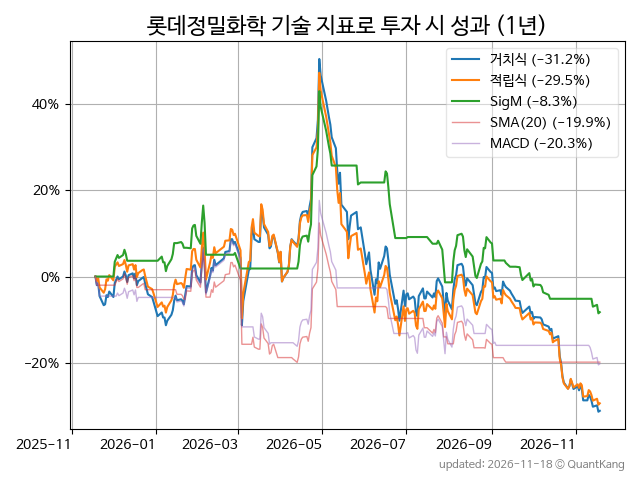 롯데정밀화학 기술 지표로 투자 시 성과 (1년)
거치식 (−31.2%)
적립식 (−29.5%)
SigM (−8.3%)
SMA(20) (−19.9%)
MACD (−20.3%)
40%
20%
0%
−20%
2025-11 2026-01 2026-03 2026-05 2026-07 2026-09 2026-11
updated: 2026-11-18 © QuantKang